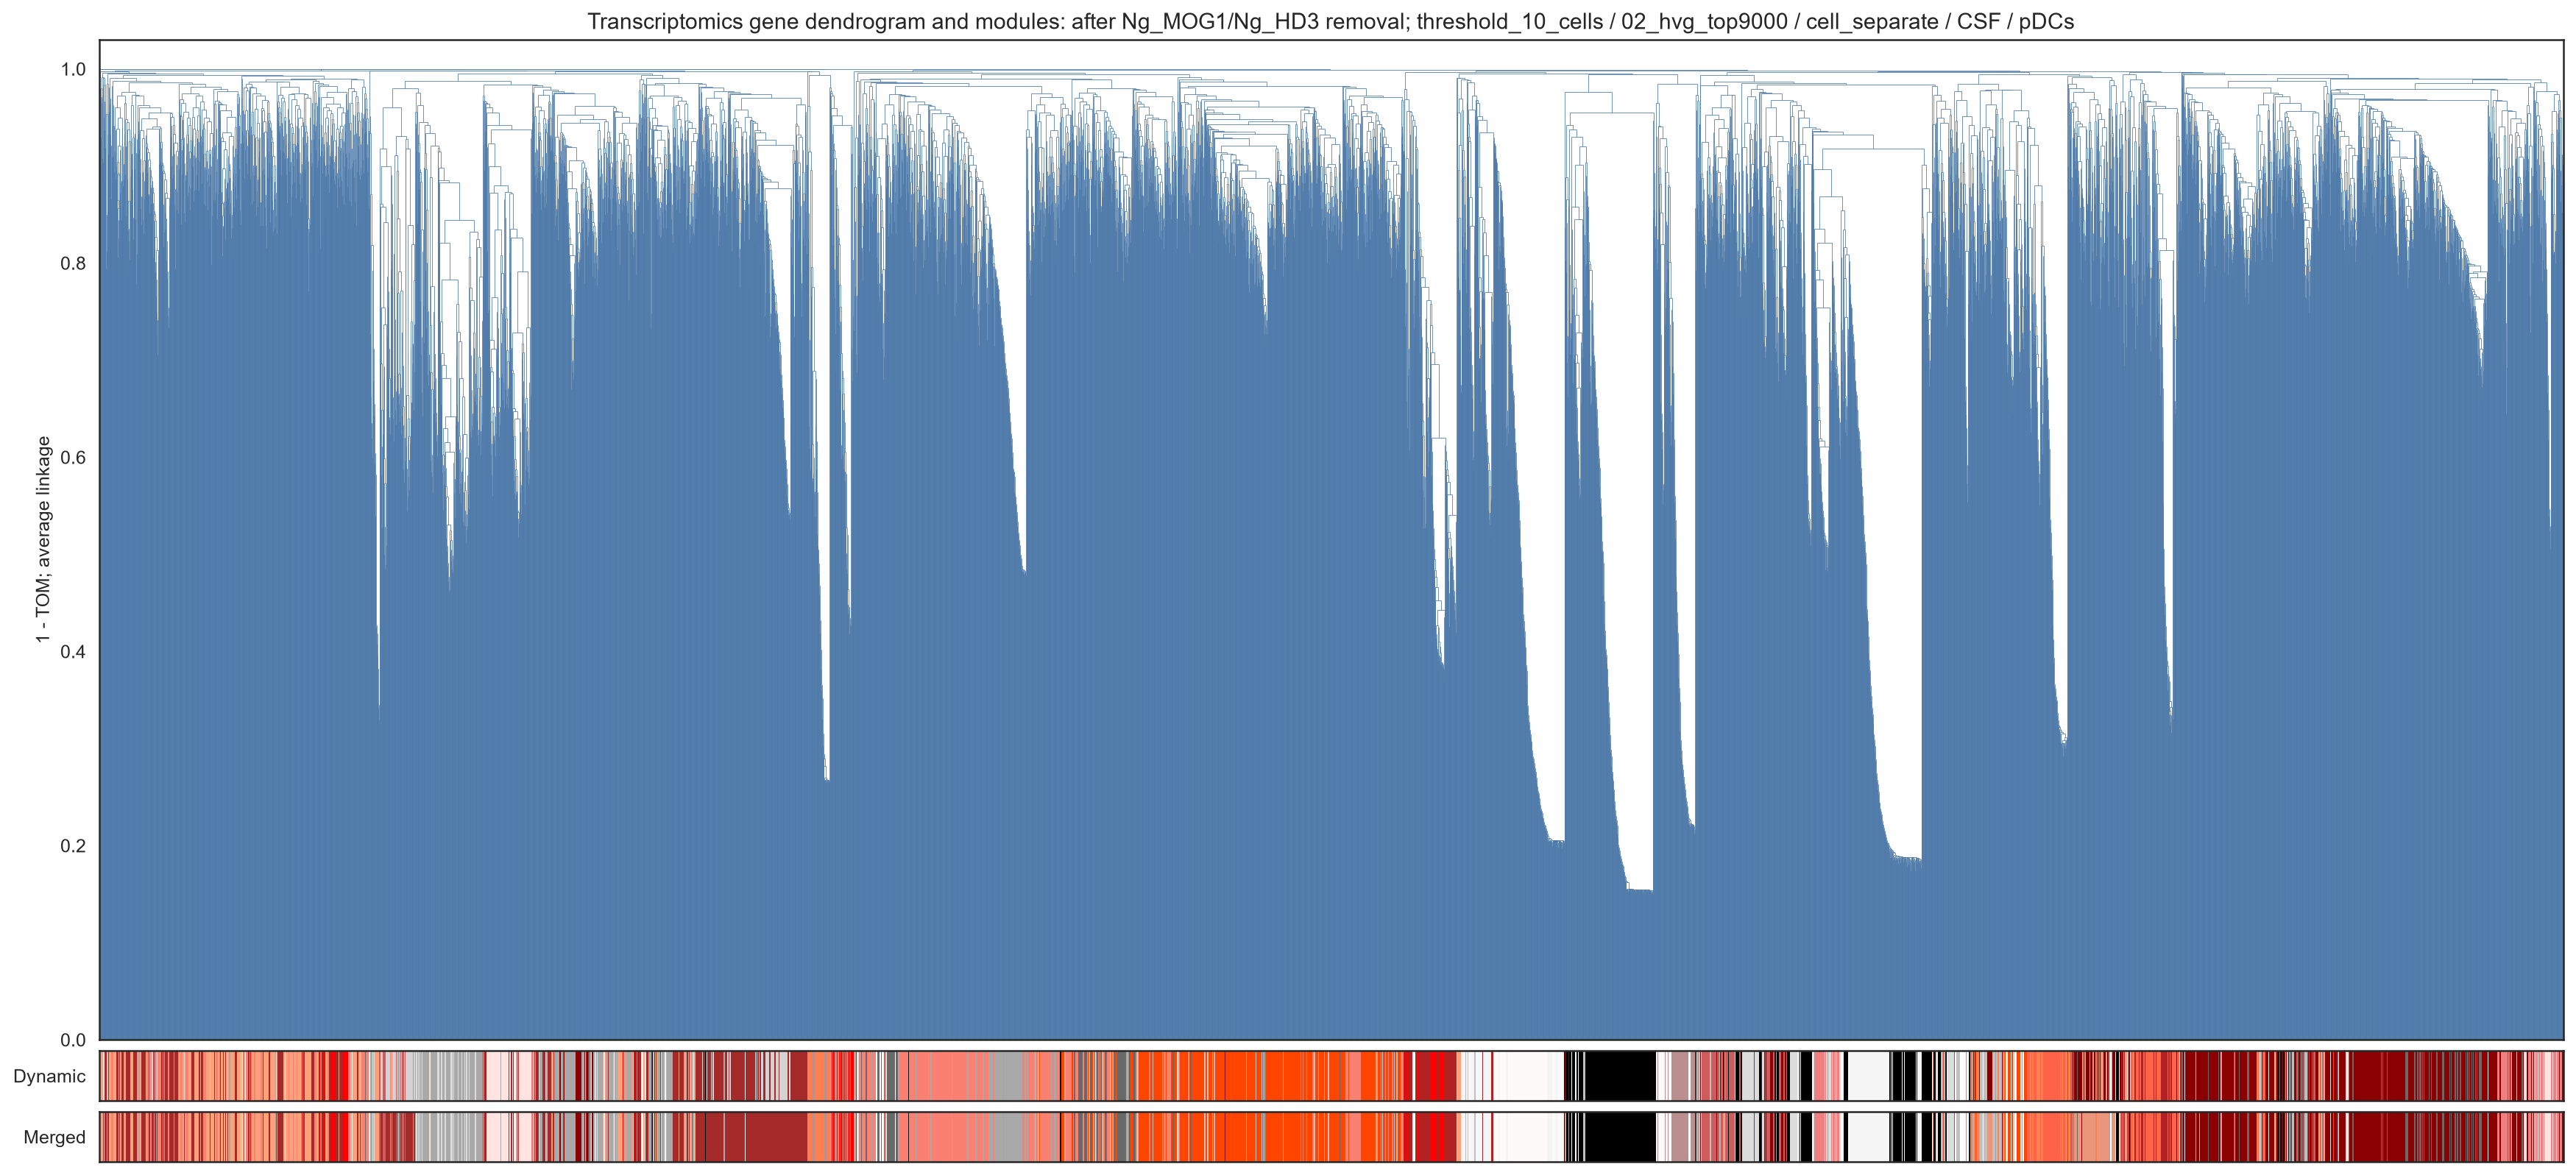 Transcriptomics gene dendrogram and modules: after Ng_MOG1/Ng_HD3 removal; threshold_10_cells / 02_hvg_top9000 / cell_separate / CSF / pDCs
1.0
0.8
0.6
0.4
0.2
0.0
1 - TOM; average linkage
Dynamic
Merged